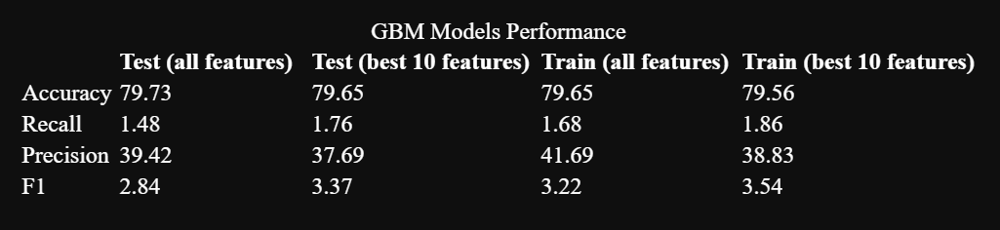 GBM Models Performance
Test (all features) Test (best 10 features) Train (all features) Train (best 10 features)
Accuracy 79.73 79.65 79.65 79.56
Recall 1.48 1.76 1.68 1.86
Precision 39.42 37.69 41.69 38.83
F1 2.84 3.37 3.22 3.54